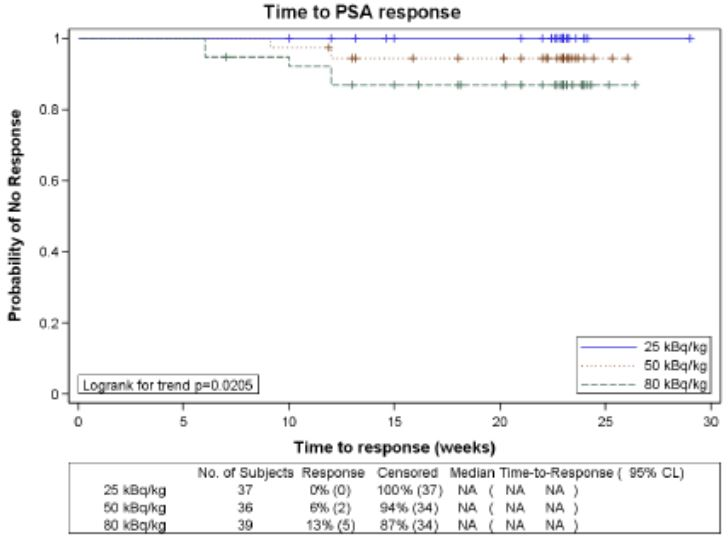 Time to PSA response
Probability of No Response
1
0.8
0.6
0.4
0.2
0
25 kBq/kg
50 kBq/kg
80 kBq/kg
Logrank for trend p=0.0205
0 5 10 15 20 25 30
Time to response (weeks)
No. of Subjects Response Censored Median Time-to-Response ( 95% CL)
25 kBq/kg 37 0% (0) 100% (37) NA ( NA NA )
50 kBq/kg 36 6% (2) 94% (34) NA ( NA NA )
80 kBq/kg 39 13% (5) 87% (34) NA ( NA NA )